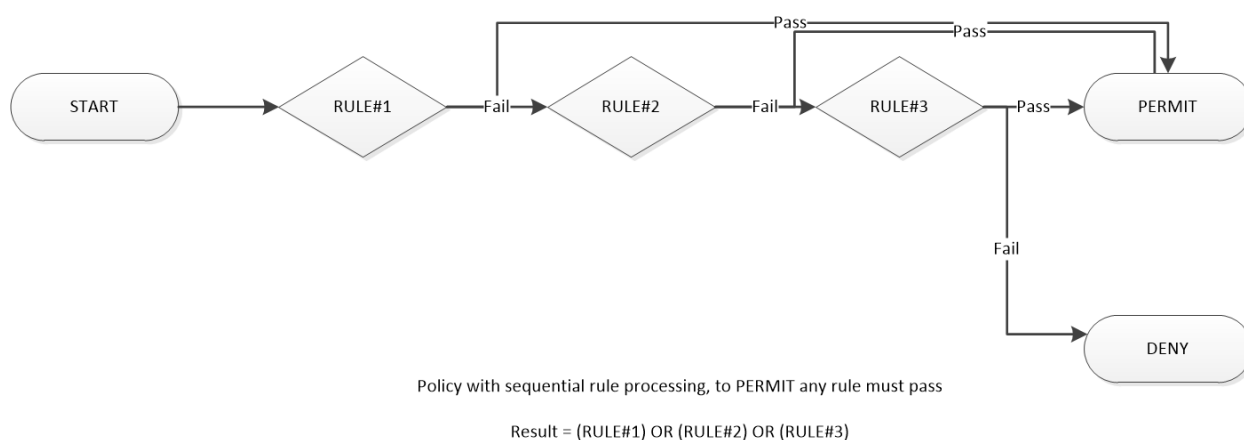 Pass
Pass
START
RULE#1
Fail
RULE#2
Fail
RULE#3
Pass
PERMIT
Fail
DENY
Policy with sequential rule processing, to PERMIT any rule must pass
Result = (RULE#1) OR (RULE#2) OR (RULE#3)